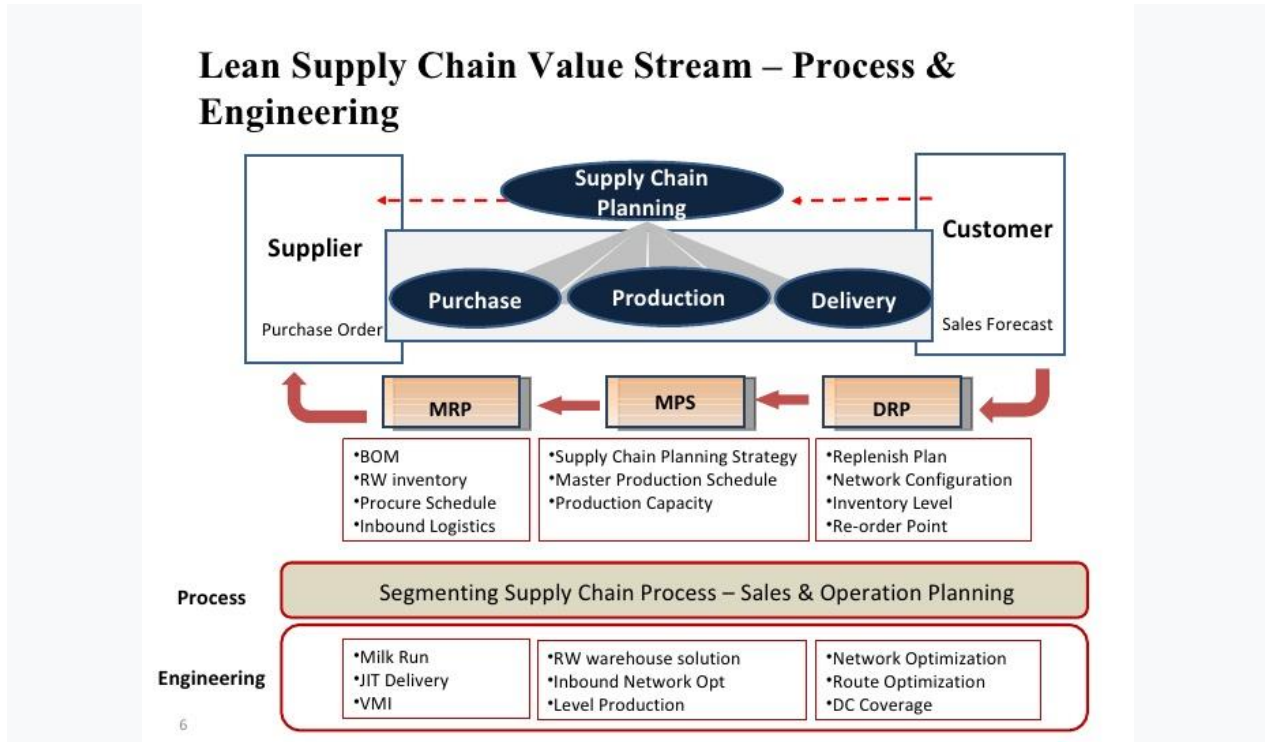 Lean Supply Chain Value Stream – Process &
Engineering
Supply Chain
Planning
Supplier
Customer
Purchase
Production
Delivery
Purchase Order
Sales Forecast
MRP
MPS
DRP
•BOM
•RW inventory
•Procure Schedule
•Inbound Logistics
•Supply Chain Planning Strategy
•Master Production Schedule
•Production Capacity
•Replenish Plan
•Network Configuration
•Inventory Level
•Re-order Point
Process
Segmenting Supply Chain Process – Sales & Operation Planning
Engineering
•Milk Run
•JIT Delivery
•VMI
•RW warehouse solution
•Inbound Network Opt
•Level Production
•Network Optimization
•Route Optimization
•DC Coverage
6